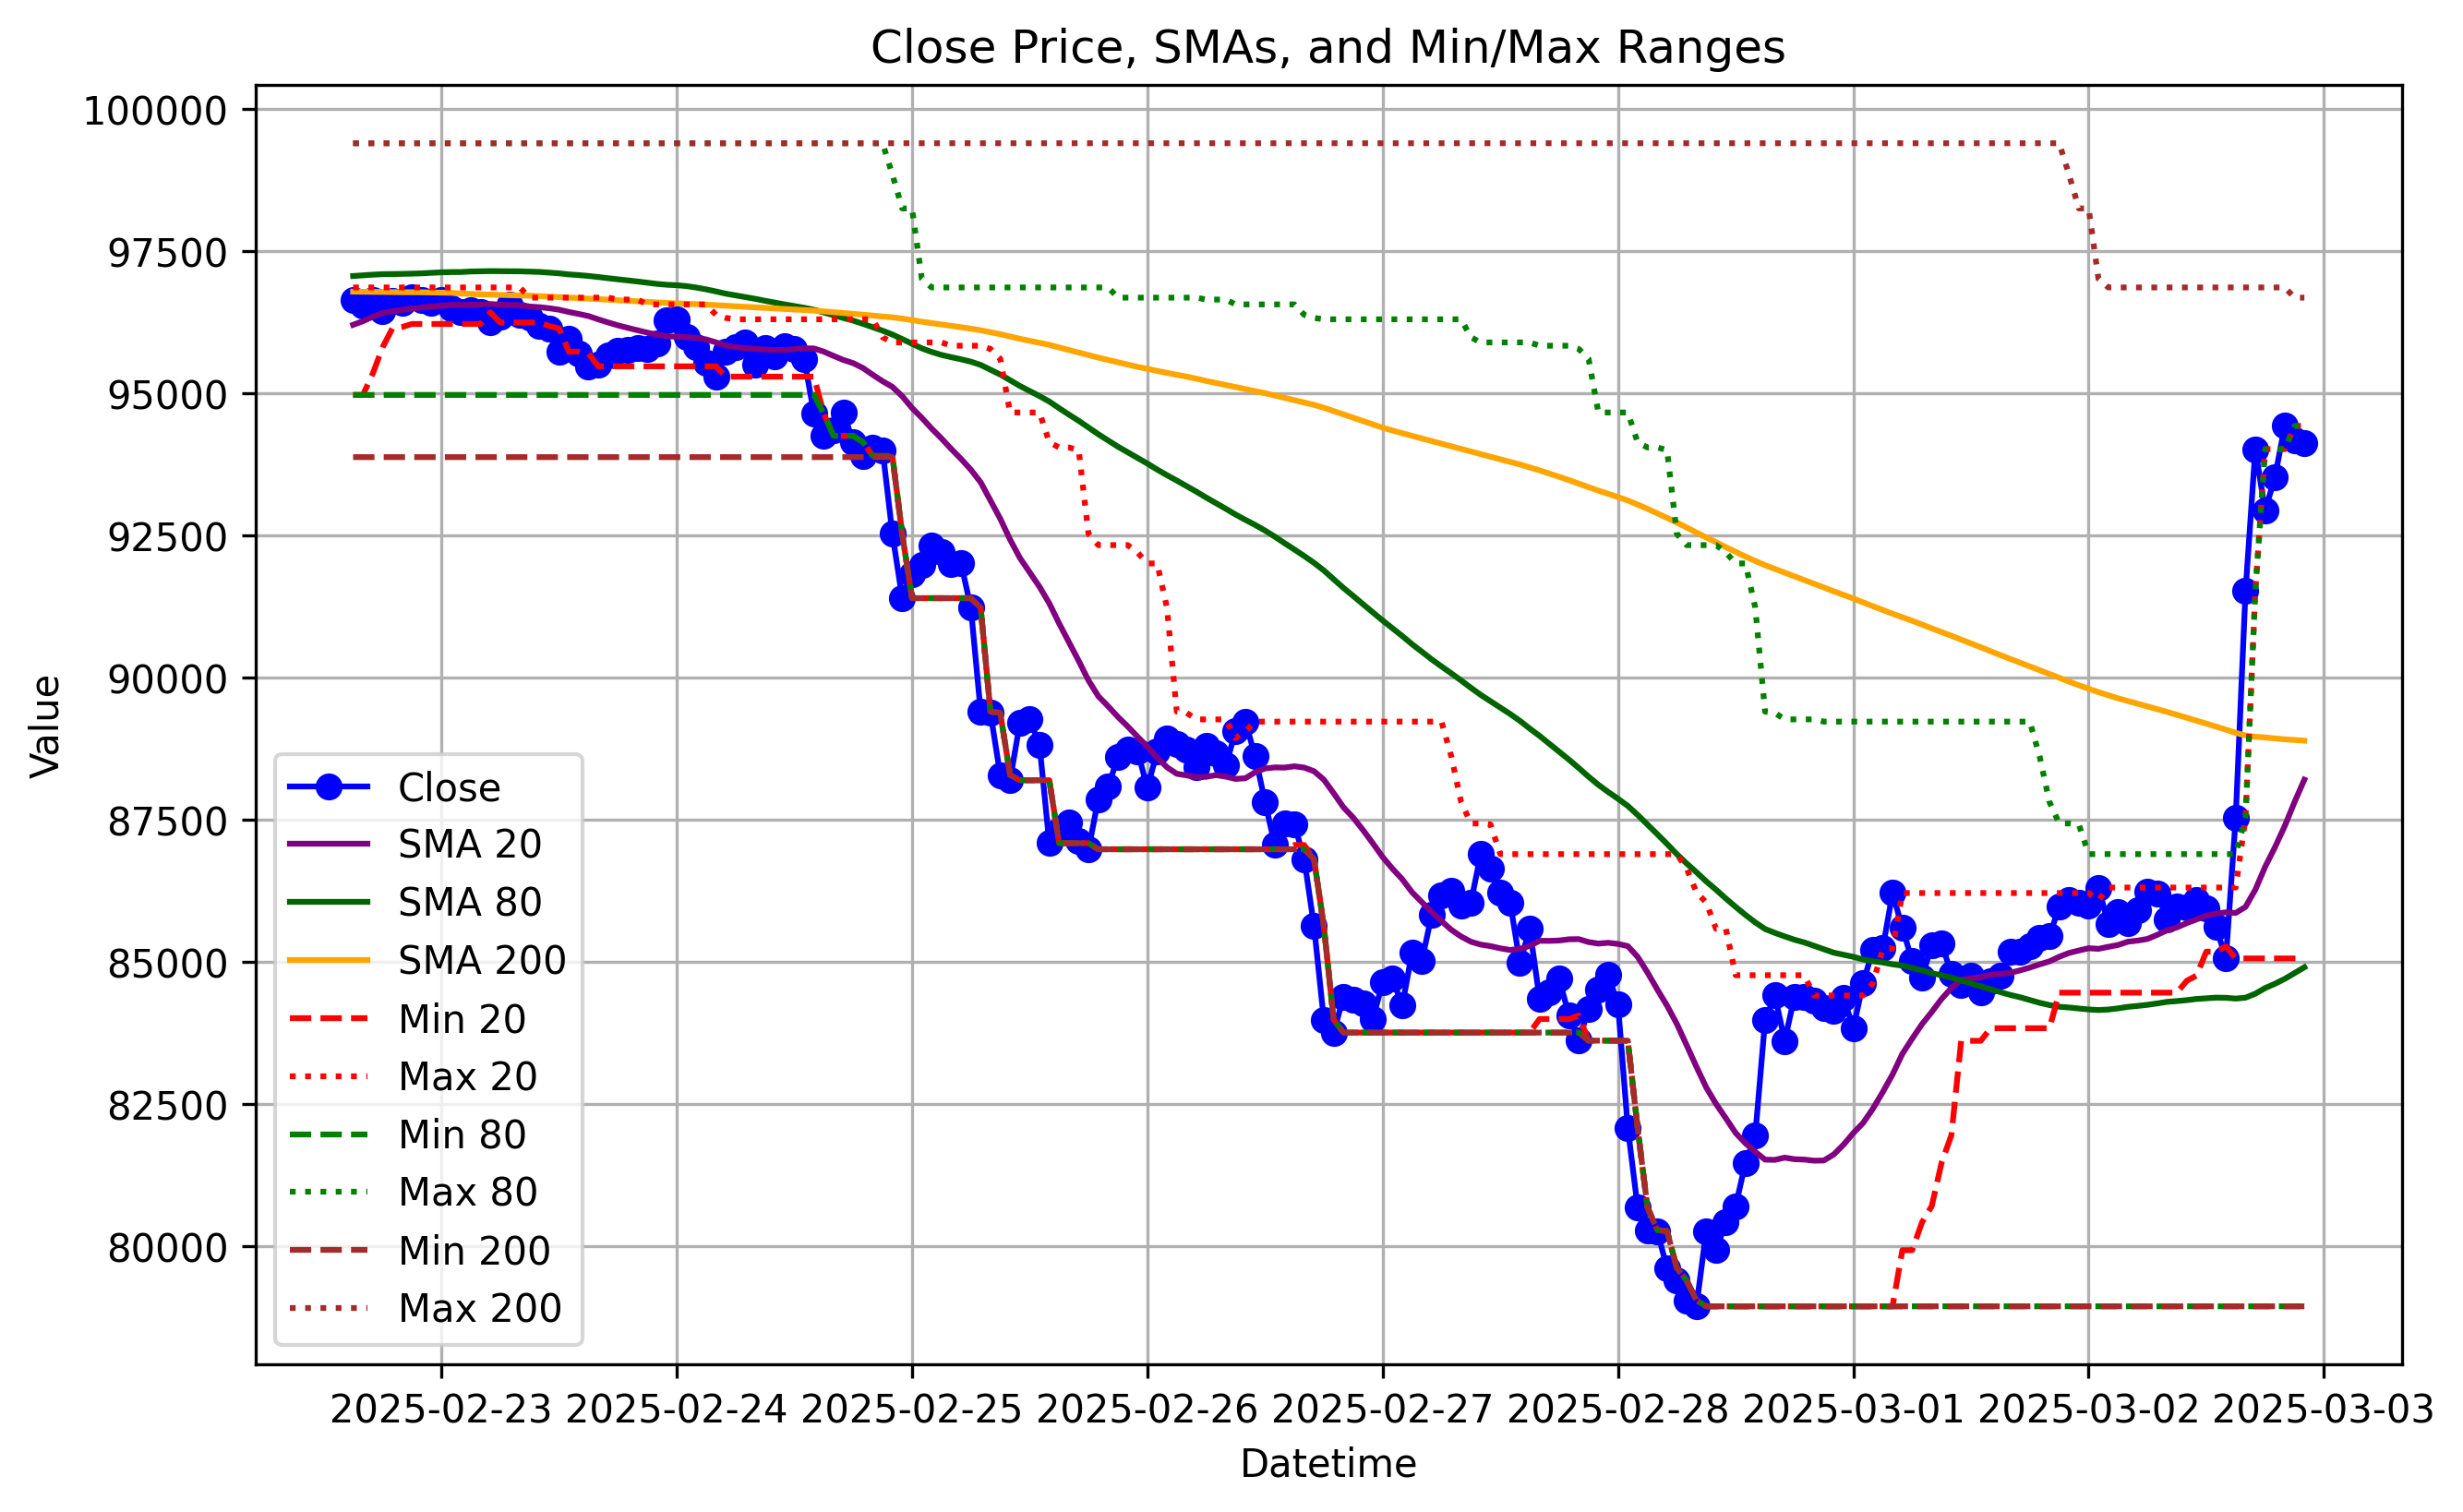 Close Price, SMAs, and Min/Max Ranges
100000
97500
95000
92500
90000
87500
85000
82500
80000
Value
Close
SMA 20
SMA 80
SMA 200
Min 20
Max 20
Min 80
Max 80
Min 200
Max 200
2025-02-23 2025-02-24 2025-02-25 2025-02-26 2025-02-27 2025-02-28 2025-03-01 2025-03-02 2025-03-03
Datetime